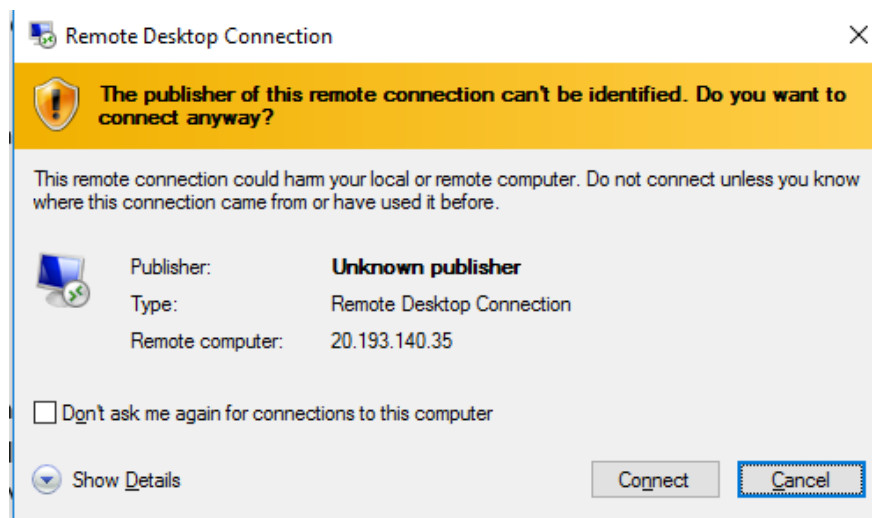 Remote Desktop Connection
The publisher of this remote connection can't be identified. Do you want to
connect anyway?
This remote connection could harm your local or remote computer. Do not connect unless you know
where this connection came from or have used it before.
Publisher: Unknown publisher
Type: Remote Desktop Connection
Remote computer: 20.193.140.35
Don't ask me again for connections to this computer
Show Details Connect Cancel